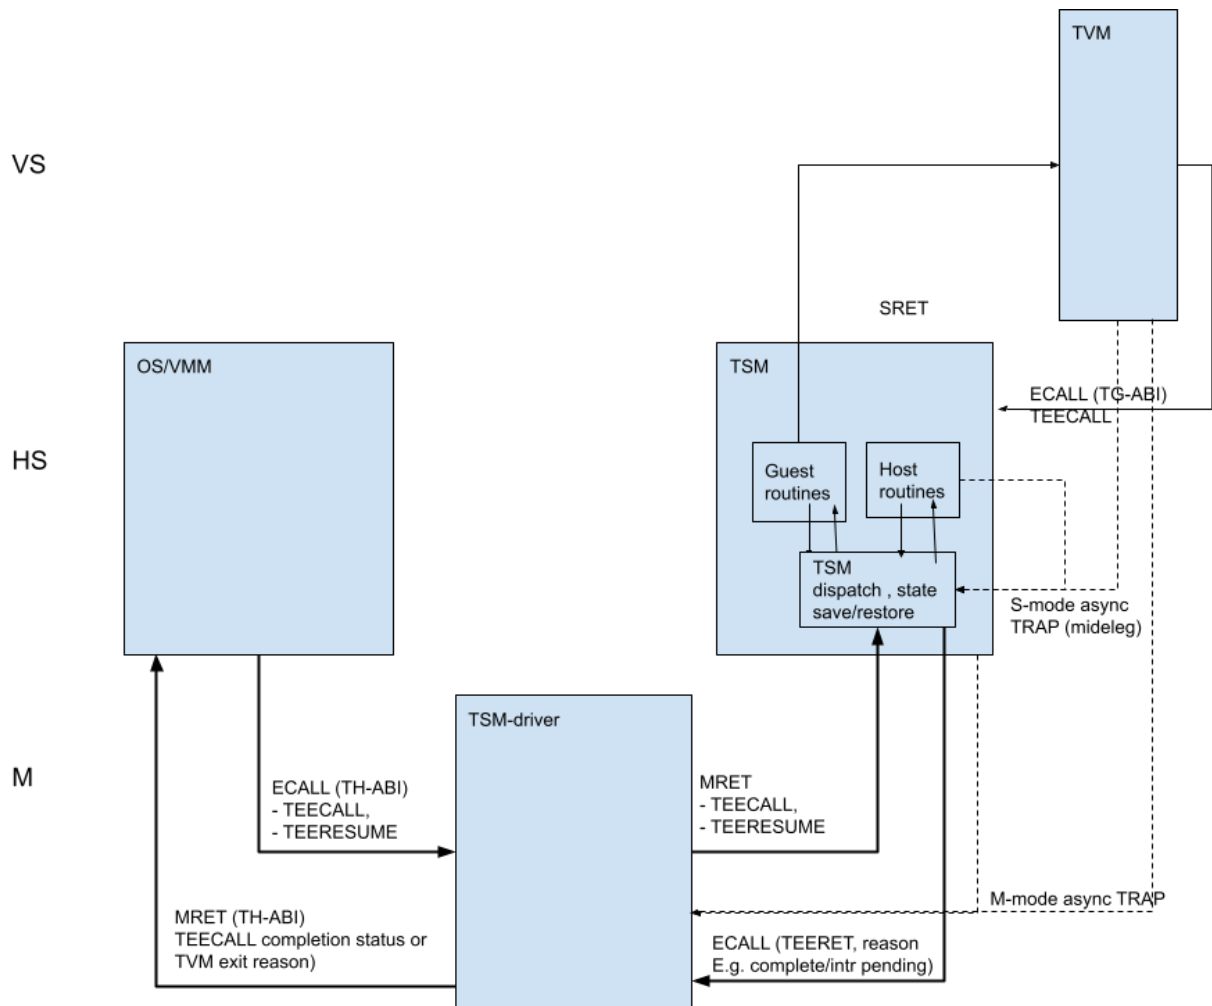 TVM
VS
SRET
OS/VMM
TSM
ECALL (TG-ABI)
TEECALL
HS
Guest
routines
Host
routines
TSM
dispatch , state
save/restore
S-mode async
TRAP (mideleg)
TSM-driver
M
ECALL (TH-ABI)
- TEECALL,
- TEERESUME
MRET
- TEECALL,
- TEERESUME
M-mode async TRAP
MRET (TH-ABI)
TEECALL completion status or
TVM exit reason)
ECALL (TEERET, reason
E.g. complete/intr pending)